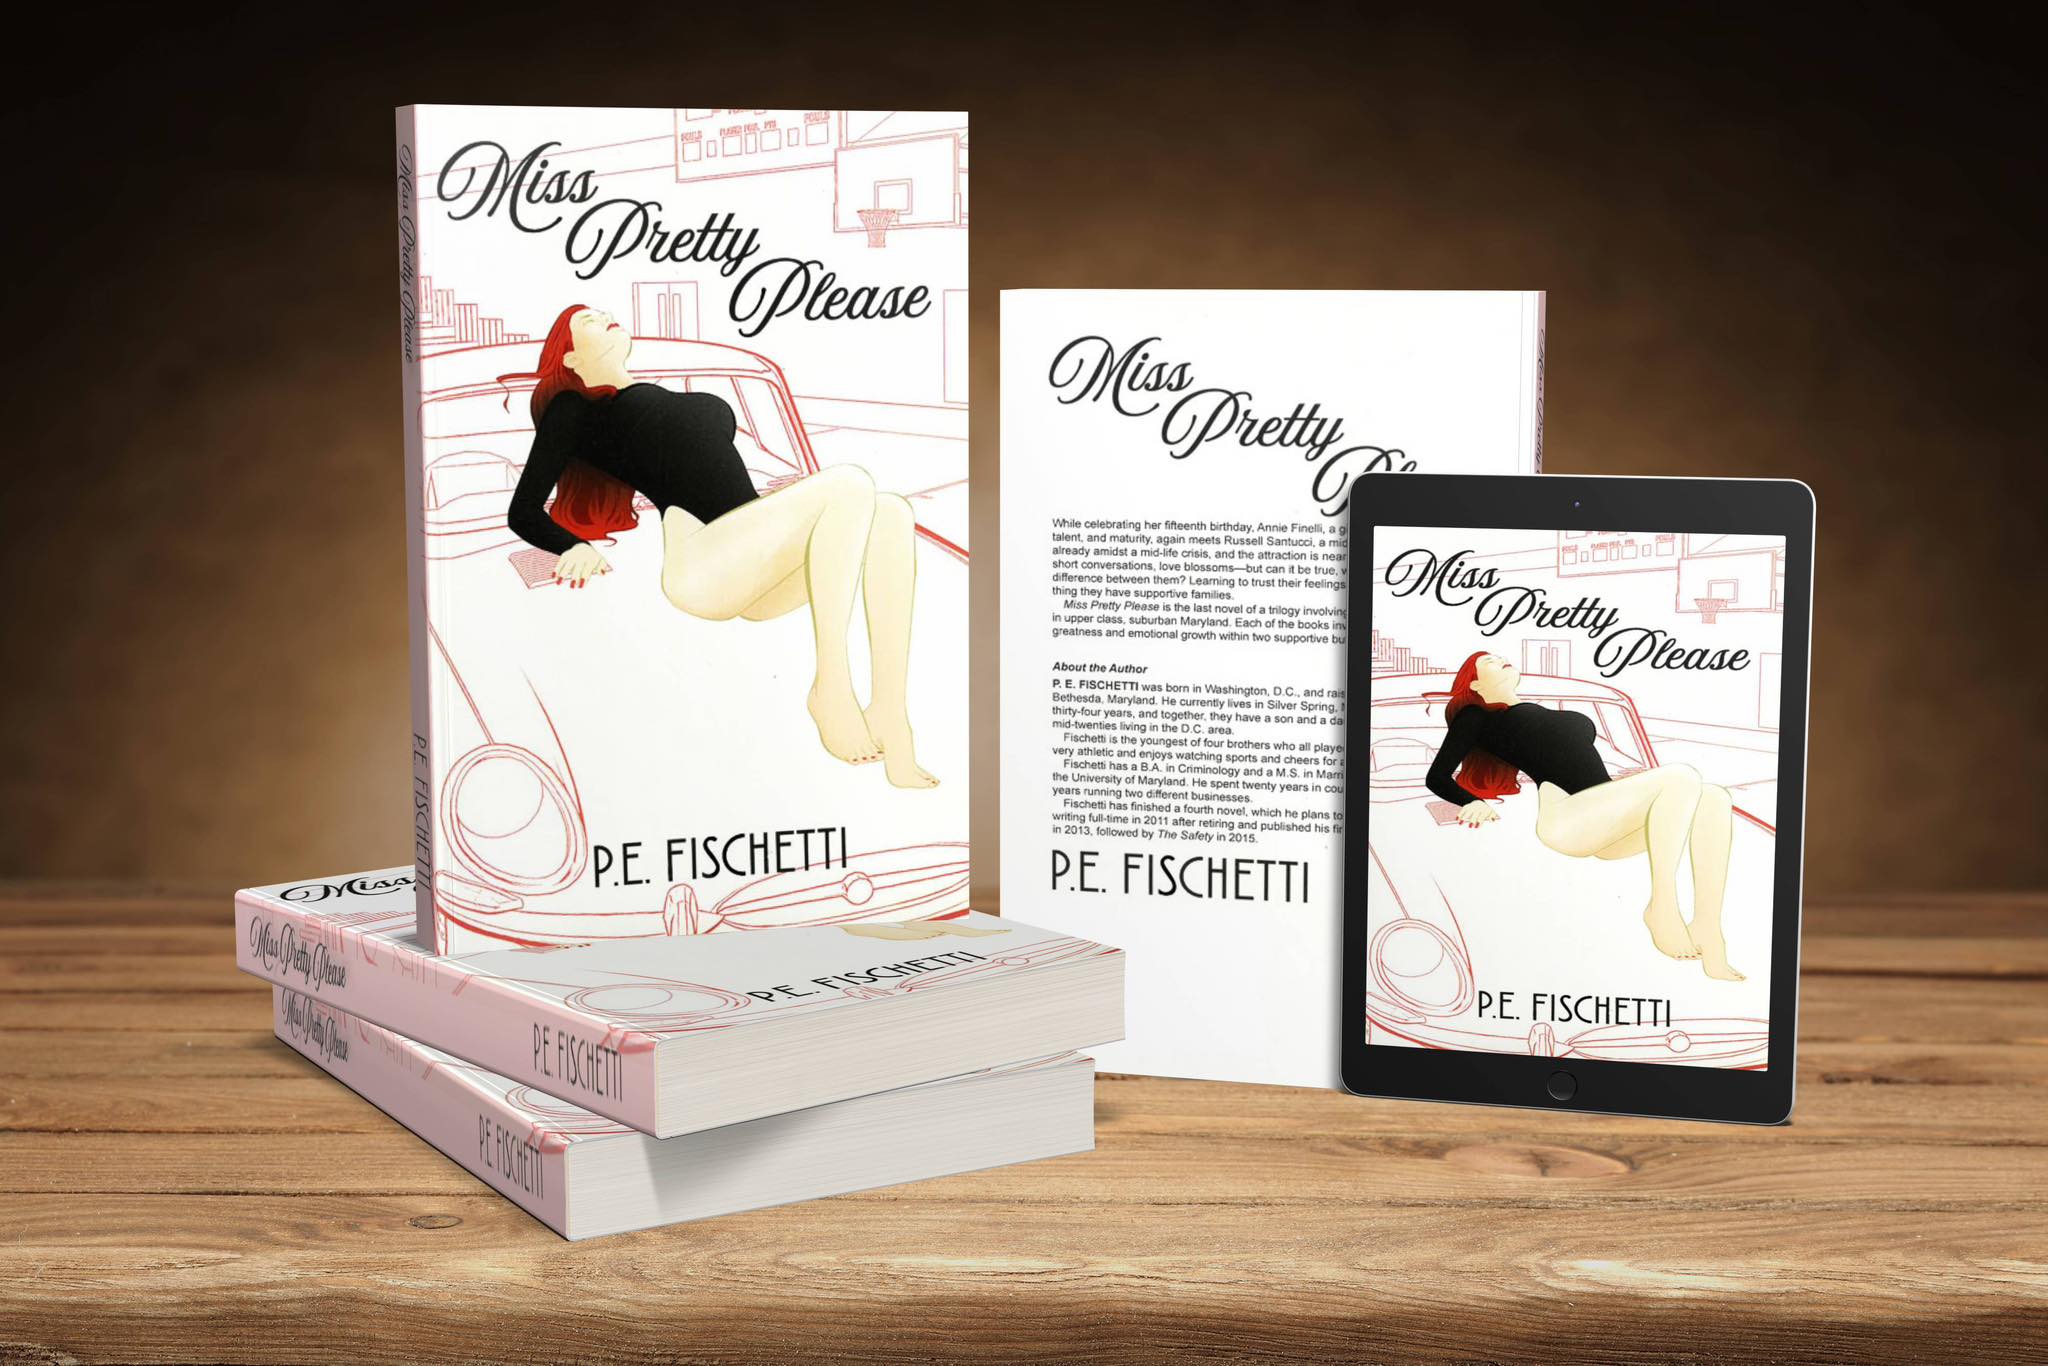 Miss
Pretty
Please
P.E. FISCHETTI
Miss Pretty Please
P.E. FISCHETTI
FOULS
PLAYER FOUL PTS
FOULS
Miss
Pretty
While celebrating her fifteenth birthday, Annie Finelli, a
talent, and maturity, again meets Russell Santucci, a
already amidst a mid-life crisis, and the attraction is
short conversations, love blossoms—but can it be true,
difference between them? Learning to trust their feelings
thing they have supportive families.
Miss Pretty Please is the last novel of a trilogy involving
in upper class, suburban Maryland. Each of the books
greatness and emotional growth within two supportive
About the Author
P. E. FISCHETTI was born in Washington, D.C., and
Bethesda, Maryland. He currently lives in Silver Spring,
thirty-four years, and together, they have a son and a
mid-twenties living in the D.C. area.
Fischetti is the youngest of four brothers who all
very athletic and enjoys watching sports and cheers for
Fischetti has a B.A. in Criminology and a M.S. in
the University of Maryland. He spent twenty years in
years running two different businesses.
Fischetti has finished a fourth novel, which he plans to
writing full-time in 2011 after retiring and published his
in 2013, followed by The Safety in 2015.
P.E. FISCHETTI
Miss
Pretty
Please
P.E. FISCHETTI
Miss
Miss Pretty Please
P.E. FISCHETTI
P.E. FISCHETTI
Miss Pretty Please
P.E. FISCHETTI